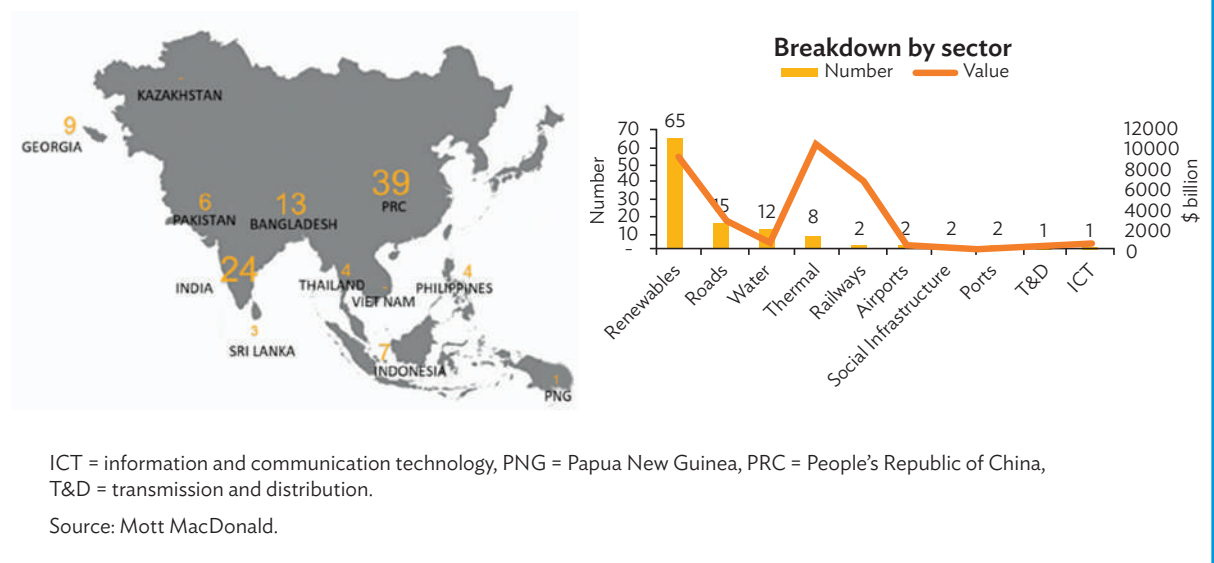 KAZAKHSTAN
-
9
GEORGIA
39
PRC
6
PAKISTAN
13
BANGLADESH
24
INDIA
4
THAILAND
-
VIET NAM
4
PHILIPPINES
3
SRI LANKA
7
INDONESIA
1
PNG
Breakdown by sector
Number Value
Number
70
60
50
40
30
20
10
–
65
15
12
8
2
2
2
2
1
1
12000
10000
8000
6000
4000
2000
0
$ billion
Renewables
Roads
Water
Thermal
Railways
Airports
Social Infrastructure
Ports
T&D
ICT
ICT = information and communication technology, PNG = Papua New Guinea, PRC = People’s Republic of China,
T&D = transmission and distribution.
Source: Mott MacDonald.